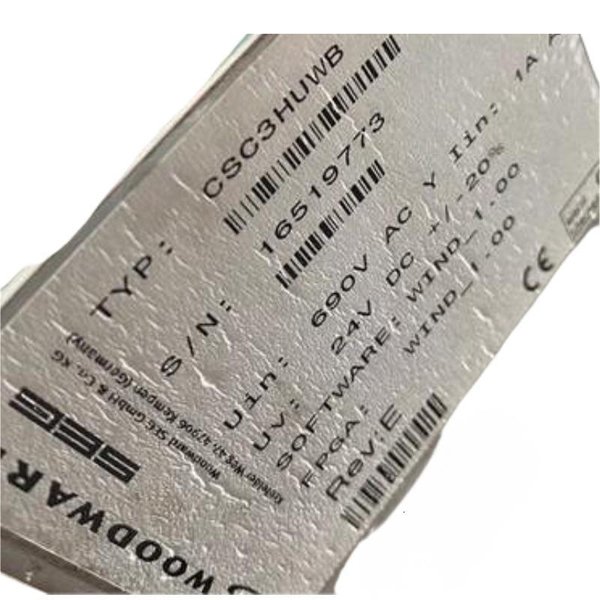 TYP: CSC3HUWB
S/N: 16519773
Uin: 690V AC Y Iin: 1A
UV: 24V DC +/-20%
SOFTWARE: WIND_1.00
FPGA: WIND_1.00
Rev:E
CE
WOODWAR
SEG
Woodward SEG GmbH & Co. KG
Krefelder Weg 47, 47906 Kempen (Germany)